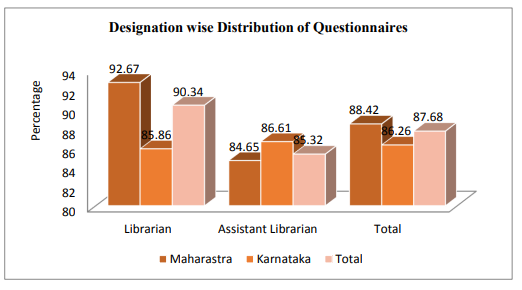 Designation wise Distribution of Questionnaires
Percentage
94
92
90
88
86
84
82
80
92.67
85.86
90.34
84.65
86.61
85.32
88.42
86.26
87.68
Librarian
Assistant Librarian
Total
Maharastra
Karnataka
Total